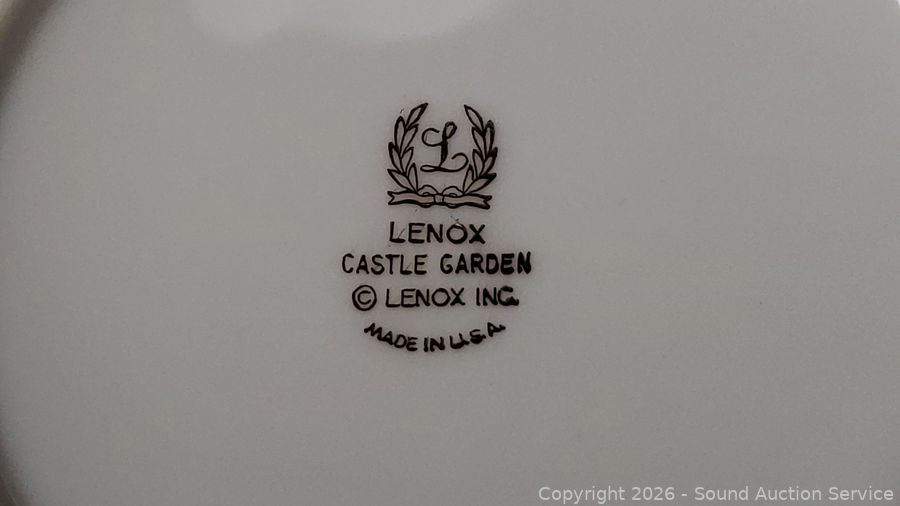 L
LENOX
CASTLE GARDEN
© LENOX INC.
MADE IN U.S.A.
Copyright 2026 - Sound Auction Service